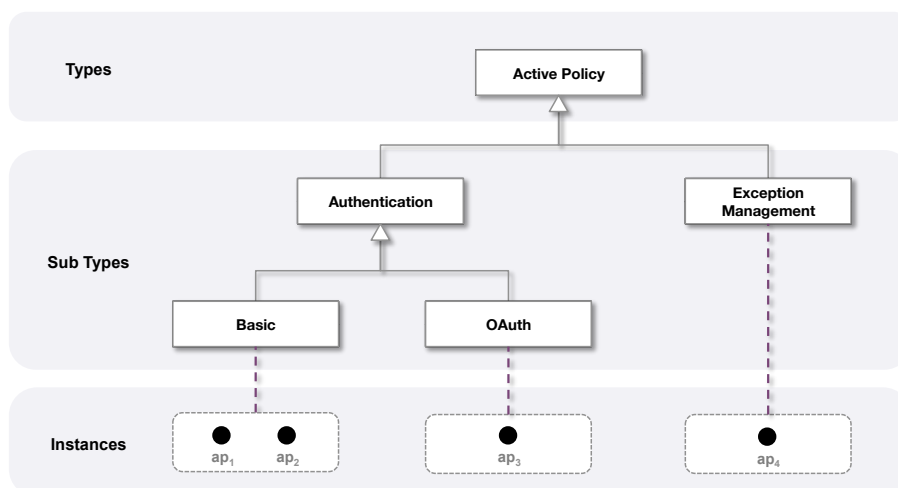 Types
Active Policy
Authentication
Exception
Management
Sub Types
Basic
OAuth
Instances
ap₁
ap₂
ap₃
ap₄